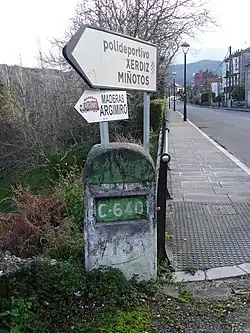 polideportivo
XERDIZ
MIÑOTOS
MADERAS
ARGIMIRO
C-640